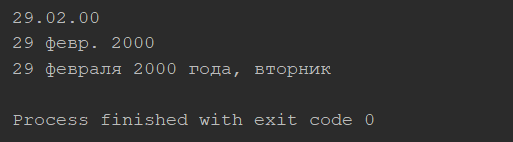 29.02.00
29 февр. 2000
29 февраля 2000 года, вторник
Process finished with exit code 0